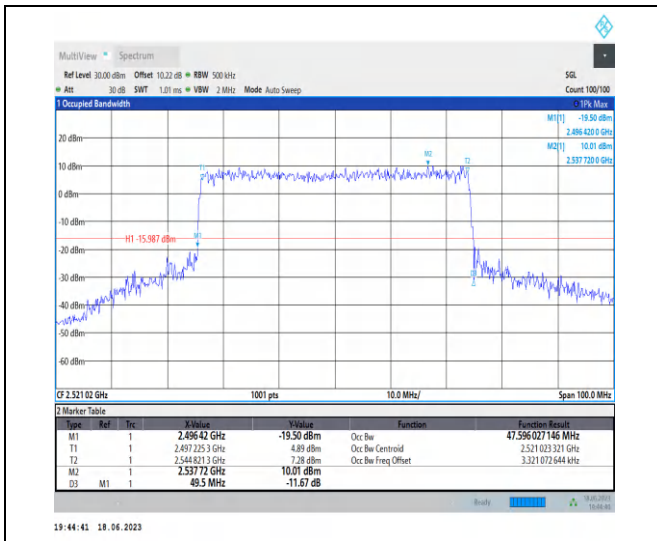 MultiView Spectrum
Ref Level 30.00 dBm Offset 10.22 dB RBW 500 kHz SGL
Att 30 dB SWT 1.01 ms VBW 2 MHz Mode Auto Sweep Count 100/100
1 Occupied Bandwidth 1Pk Max
M1[1] -19.50 dBm
2.496 420 0 GHz
M2[1] 10.01 dBm
2.537 720 0 GHz
20 dBm
M2
T2
10 dBm
T1
0 dBm
-10 dBm
H1 -15.987 dBm
M1
-20 dBm
-30 dBm
-40 dBm
-50 dBm
-60 dBm
CF 2.521 02 GHz 1001 pts 10.0 MHz/ Span 100.0 MHz
2 Marker Table
Type Ref Trc X-Value Y-Value Function Function Result
M1 1 2.496 42 GHz -19.50 dBm Occ Bw 47.596 027 146 MHz
T1 1 2.497 225 3 GHz 4.89 dBm Occ Bw Centroid 2.521 023 321 GHz
T2 1 2.544 821 3 GHz 7.28 dBm Occ Bw Freq Offset 3.321 072 644 kHz
M2 1 2.537 72 GHz 10.01 dBm
D3 M1 1 49.5 MHz -11.67 dB
Ready
19:44:41 18.06.2023